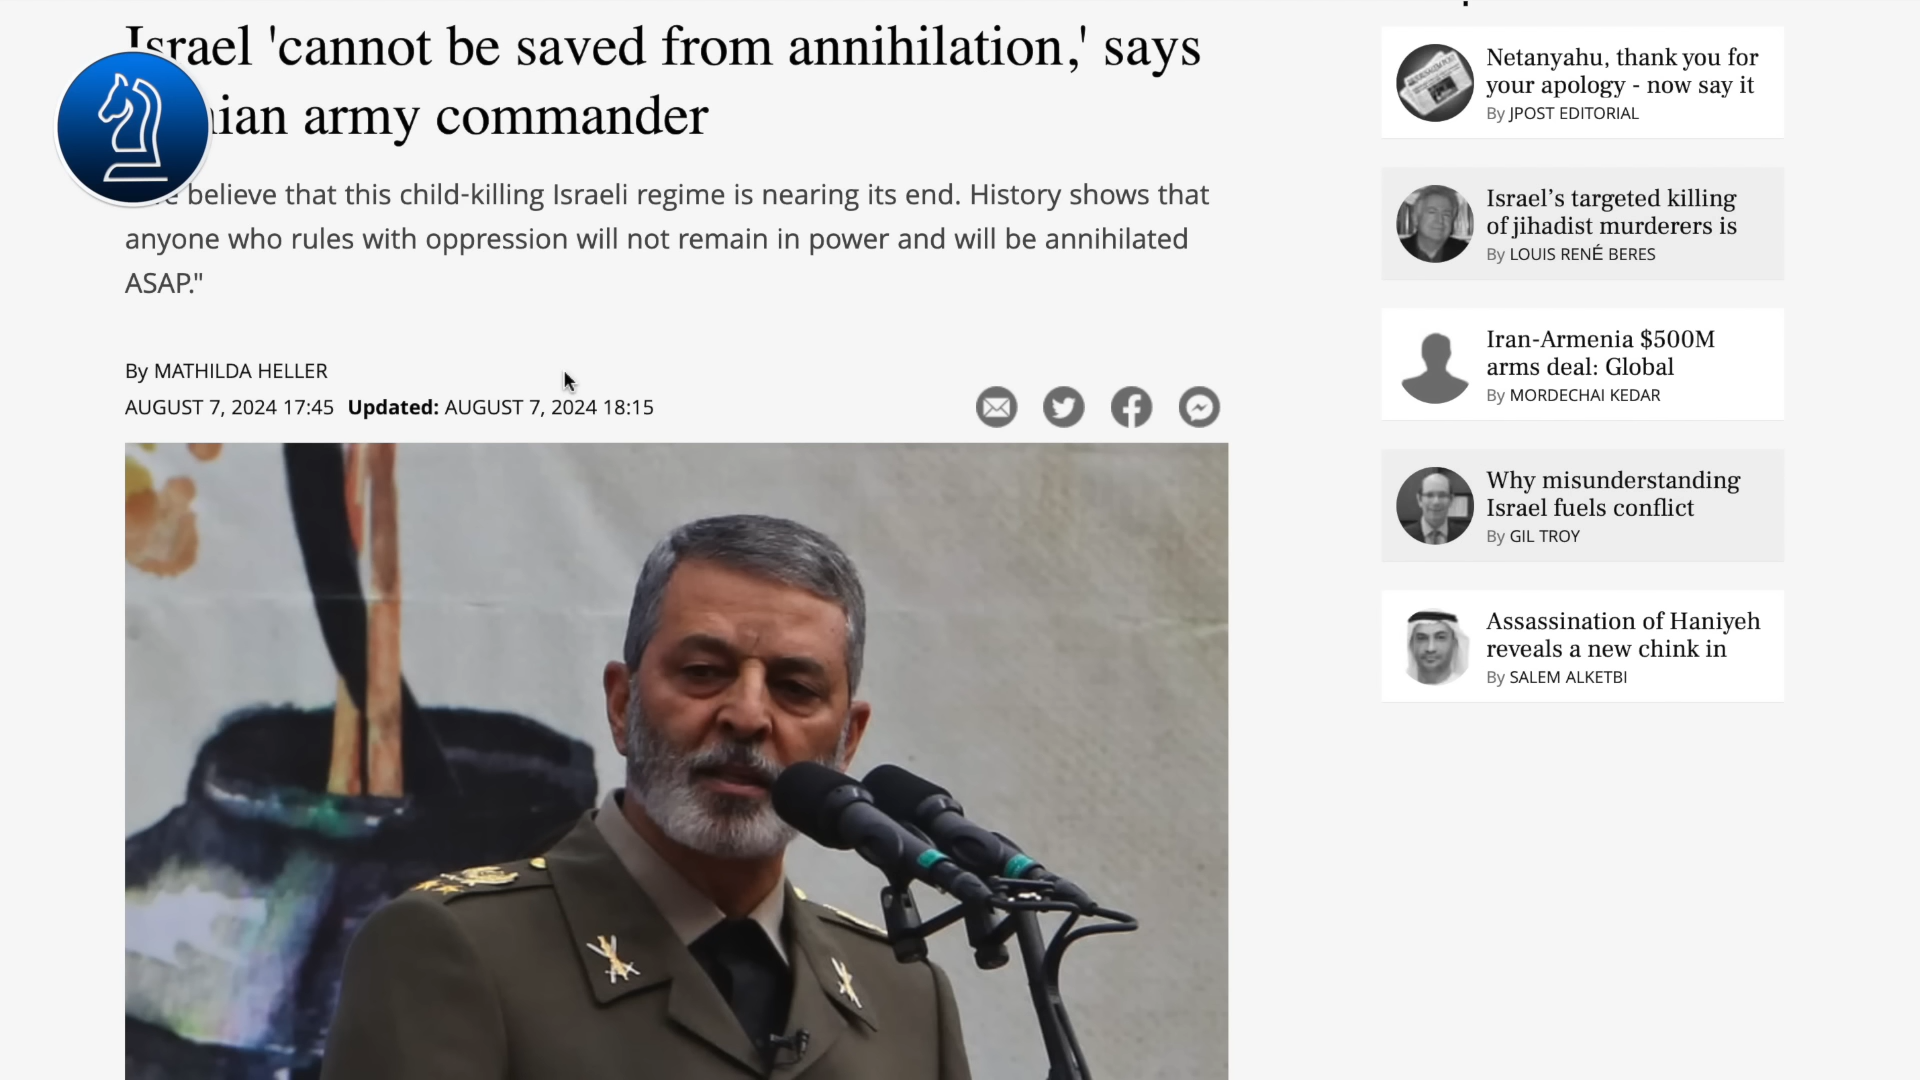 Israel 'cannot be saved from annihilation,' says
nian army commander
believe that this child-killing Israeli regime is nearing its end. History shows that
anyone who rules with oppression will not remain in power and will be annihilated
ASAP."
By MATHILDA HELLER
AUGUST 7, 2024 17:45 Updated: AUGUST 7, 2024 18:15
Netanyahu, thank you for
your apology - now say it
By JPOST EDITORIAL
Israel's targeted killing
of jihadist murderers is
By LOUIS RENÉ BERES
Iran-Armenia $500M
arms deal: Global
By MORDECHAI KEDAR
Why misunderstanding
Israel fuels conflict
By GIL TROY
Assassination of Haniyeh
reveals a new chink in
By SALEM ALKETBI